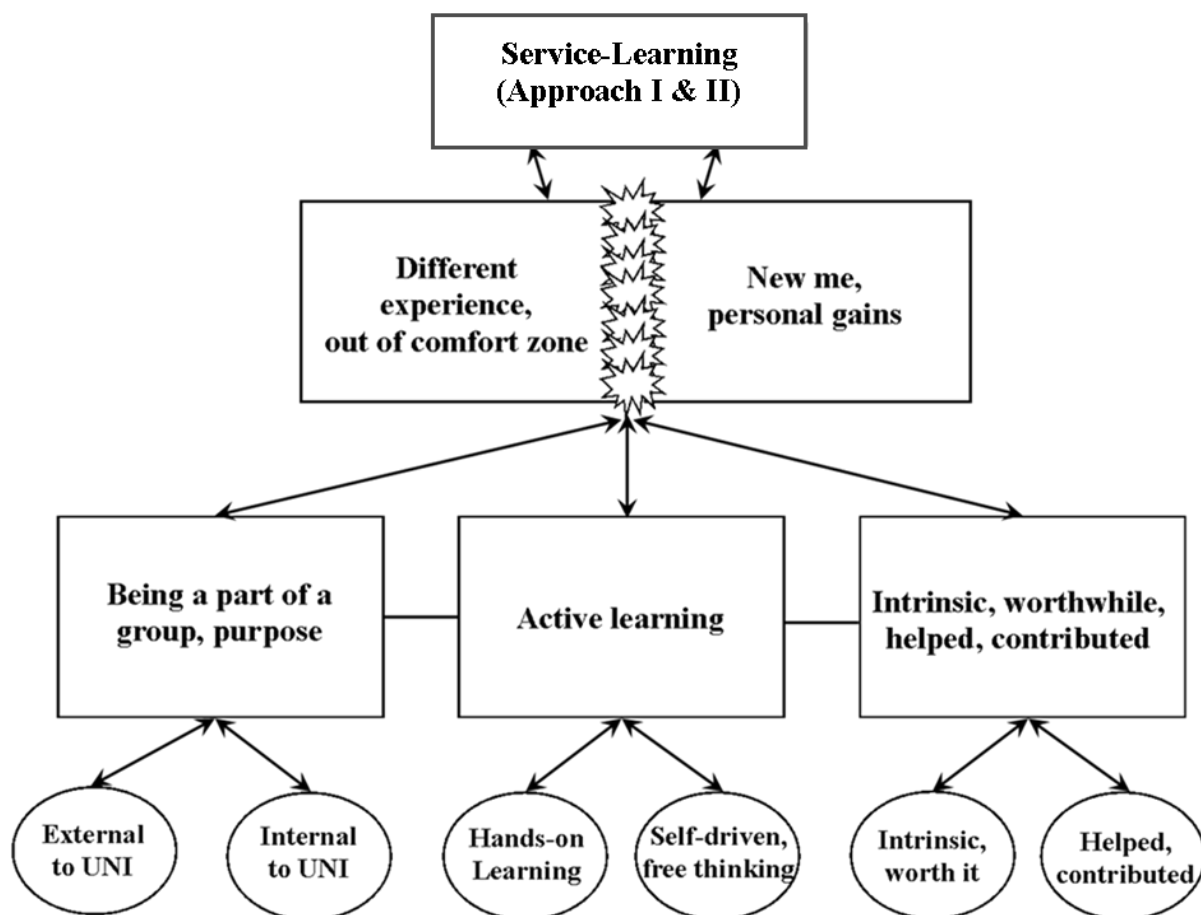 Service-Learning
(Approach I & II)
Different
experience,
out of comfort zone
New me,
personal gains
Being a part of a
group, purpose
Active learning
Intrinsic, worthwhile,
helped, contributed
External
to UNI
Internal
to UNI
Hands-on
Learning
Self-driven,
free thinking
Intrinsic,
worth it
Helped,
contributed